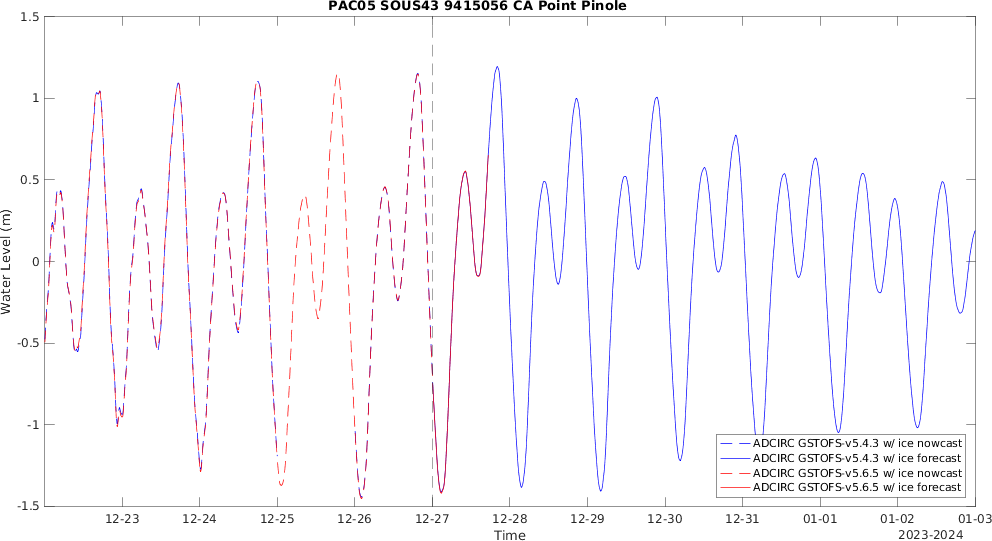 PAC05 SOUS43 9415056 CA Point Pinole
1.5
1
0.5
0
-0.5
-1
-1.5
Water Level (m)
12-23 12-24 12-25 12-26 12-27 12-28 12-29 12-30 12-31 01-01 01-02 01-03
Time
2023-2024
ADCIRC GSTOFS-v5.4.3 w/ ice nowcast
ADCIRC GSTOFS-v5.4.3 w/ ice forecast
ADCIRC GSTOFS-v5.6.5 w/ ice nowcast
ADCIRC GSTOFS-v5.6.5 w/ ice forecast